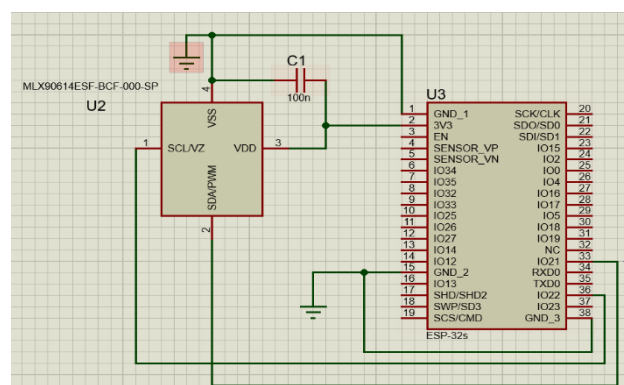 C1
100n
MLX90614ESF-BCF-000-SP
U2
4
VSS
1
SCL/VZ
VDD
3
SDA/PWM
2
U3
1 GND_1 SCK/CLK 20
2 3V3 SDO/SD0 21
3 EN SDI/SD1 22
4 SENSOR_VP IO15 23
5 SENSOR_VN IO2 24
6 IO34 IO0 25
7 IO35 IO4 26
8 IO32 IO16 27
9 IO33 IO17 28
10 IO25 IO5 29
11 IO26 IO18 30
12 IO27 IO19 31
13 IO14 NC 32
14 IO12 IO21 33
15 GND_2 RXD0 34
16 IO13 TXD0 35
17 SHD/SHD2 IO22 36
18 SWP/SD3 IO23 37
19 SCS/CMD GND_3 38
ESP-32s